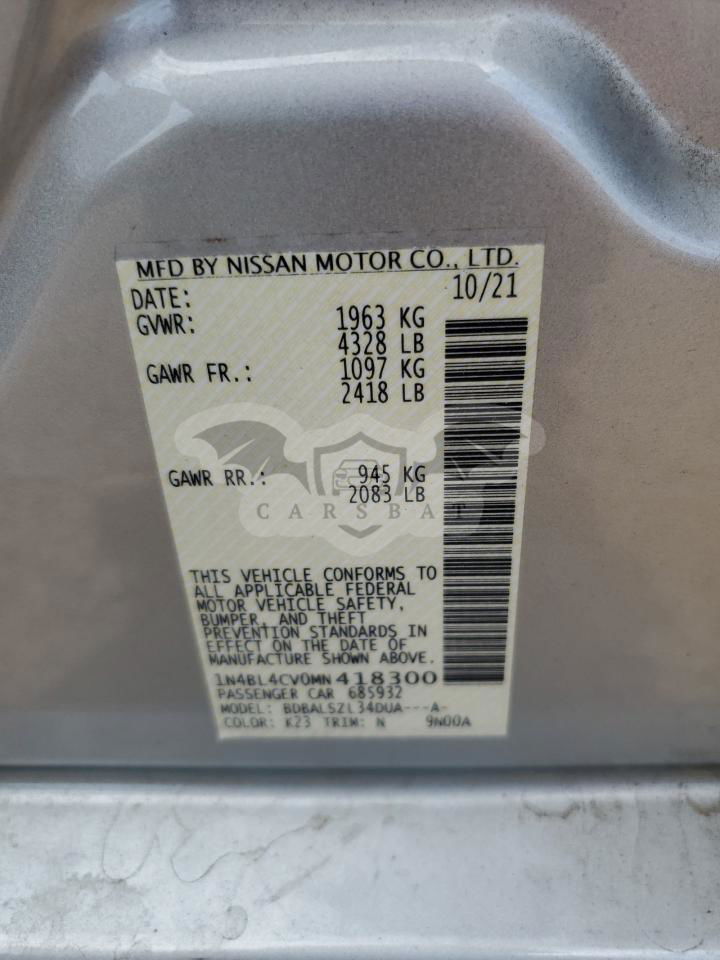 MFD BY NISSAN MOTOR CO., LTD.
DATE: 10/21
GVWR: 1963 KG
4328 LB
GAWR FR.: 1097 KG
2418 LB
GAWR RR.: 945 KG
2083 LB
CARSBAT
THIS VEHICLE CONFORMS TO
ALL APPLICABLE FEDERAL
MOTOR VEHICLE SAFETY,
BUMPER, AND THEFT
PREVENTION STANDARDS IN
EFFECT ON THE DATE OF
MANUFACTURE SHOWN ABOVE.
1N4BL4CV0MN418300
PASSENGER CAR 685932
MODEL: BDBALSZL34DUA---A-
COLOR: K23 TRIM: N 9N00A